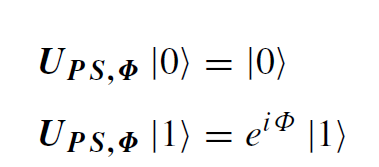 U_{PS,Φ} |0⟩ = |0⟩
U_{PS,Φ} |1⟩ = e^{iΦ} |1⟩